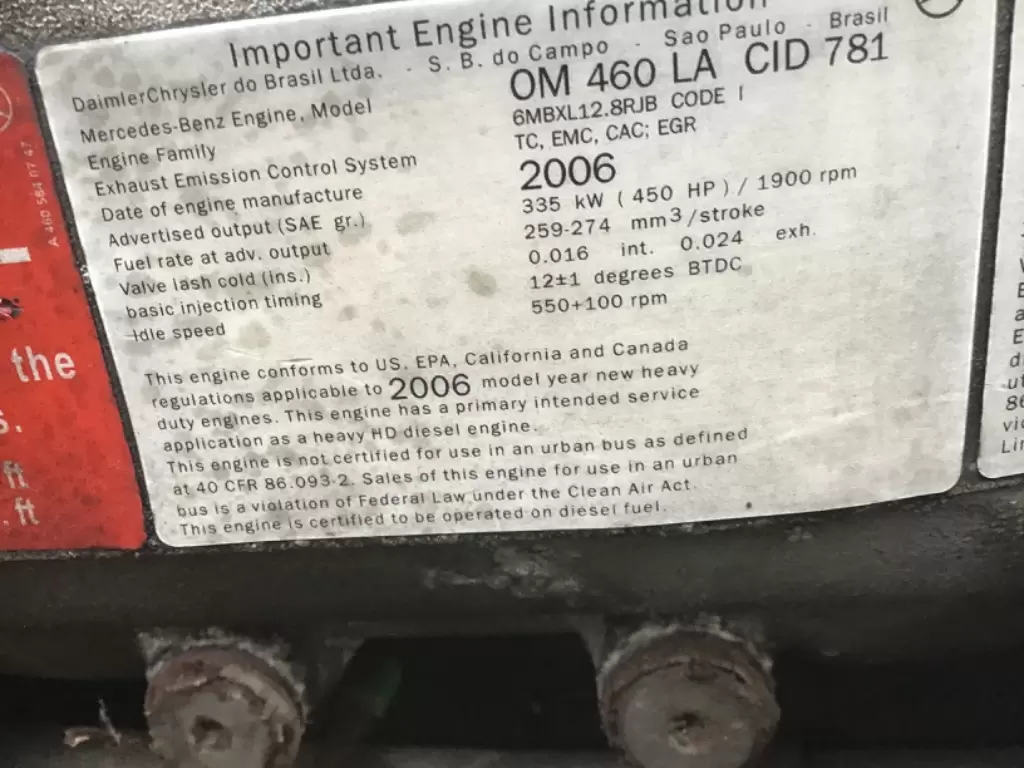 Important Engine Information
DaimlerChrysler do Brasil Ltda. - S. B. do Campo - Sao Paulo - Brasil
Mercedes-Benz Engine, Model OM 460 LA CID 781
Engine Family 6MBXL12.8RJB CODE I
Exhaust Emission Control System TC, EMC, CAC; EGR
Date of engine manufacture 2006
Advertised output (SAE gr.) 335 kW ( 450 HP ) / 1900 rpm
Fuel rate at adv. output 259-274 mm3/stroke
Valve lash cold (ins.) 0.016 int. 0.024 exh.
basic injection timing 12±1 degrees BTDC
Idle speed 550+100 rpm
This engine conforms to US. EPA, California and Canada
regulations applicable to 2006 model year new heavy
duty engines. This engine has a primary intended service
application as a heavy HD diesel engine.
This engine is not certified for use in an urban bus as defined
at 40 CFR 86.093-2. Sales of this engine for use in an urban
bus is a violation of Federal Law under the Clean Air Act.
This engine is certified to be operated on diesel fuel.
A 460 584 07 47
the
s.
ft
. ft